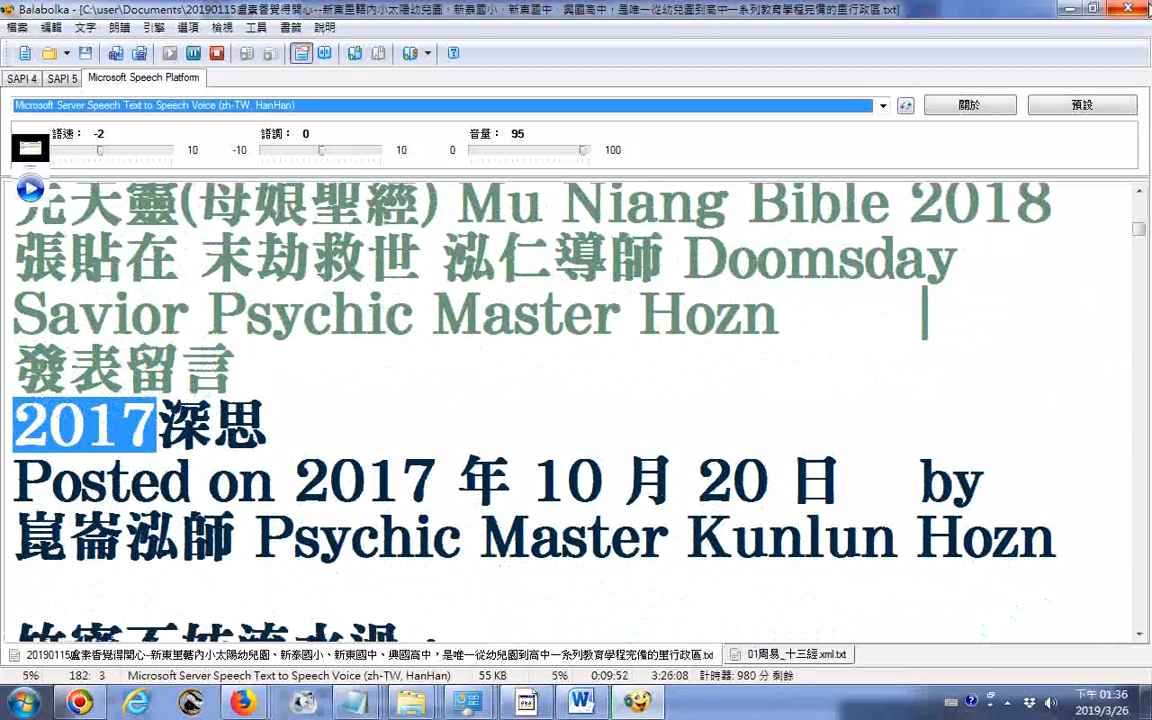 Balabolka - [C:\user\Documents\20190115盧素香覺得開心--新東里轄內小太陽幼兒園、新泰國小、新東國中、興國高中，是唯一從幼兒園到高中一系列教育學程完備的里行政區.txt]
檔案 編輯 文字 朗讀 引擎 選項 檢視 工具 書籤 說明
SAPI 4 SAPI 5 Microsoft Speech Platform
Microsoft Server Speech Text to Speech Voice (zh-TW, HanHan)
關於 預設
語速： -2 語調： 0 音量： 95
10 -10 10 0 100
元天靈(母娘聖經) Mu Niang Bible 2018
張貼在 末劫救世 泓仁導師 Doomsday
Savior Psychic Master Hozn |
發表留言
2017深思
Posted on 2017 年 10 月 20 日 by
崑崙泓師 Psychic Master Kunlun Hozn
20190115盧素香覺得開心--新東里轄內小太陽幼兒園、新泰國小、新東國中、興國高中，是唯一從幼兒園到高中一系列教育學程完備的里行政區.txt 01周易_十三經.xml.txt
5% 182: 3 Microsoft Server Speech Text to Speech Voice (zh-TW, HanHan) 55 KB 5% 0:09:52 3:26:08 計時器: 980 分 剩餘
下午 01:36
2019/3/26